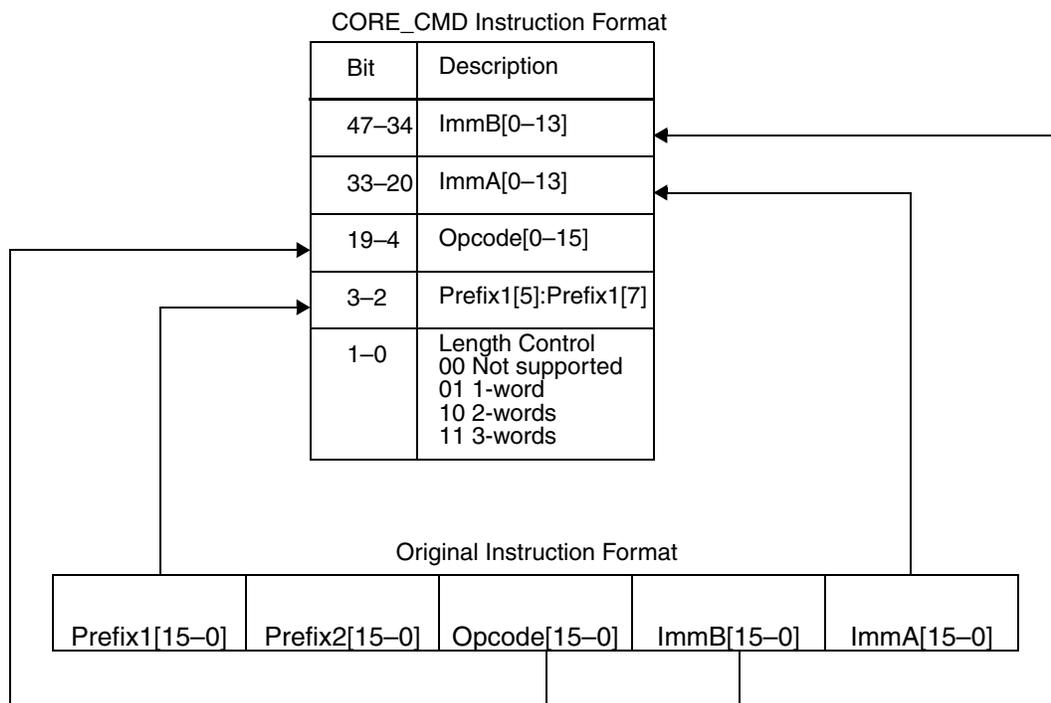 CORE_CMD Instruction Format
Bit Description
47–34 ImmB[0–13]
33–20 ImmA[0–13]
19–4 Opcode[0–15]
3–2 Prefix1[5]:Prefix1[7]
1–0 Length Control
00 Not supported
01 1-word
10 2-words
11 3-words
Original Instruction Format
Prefix1[15–0] Prefix2[15–0] Opcode[15–0] ImmB[15–0] ImmA[15–0]